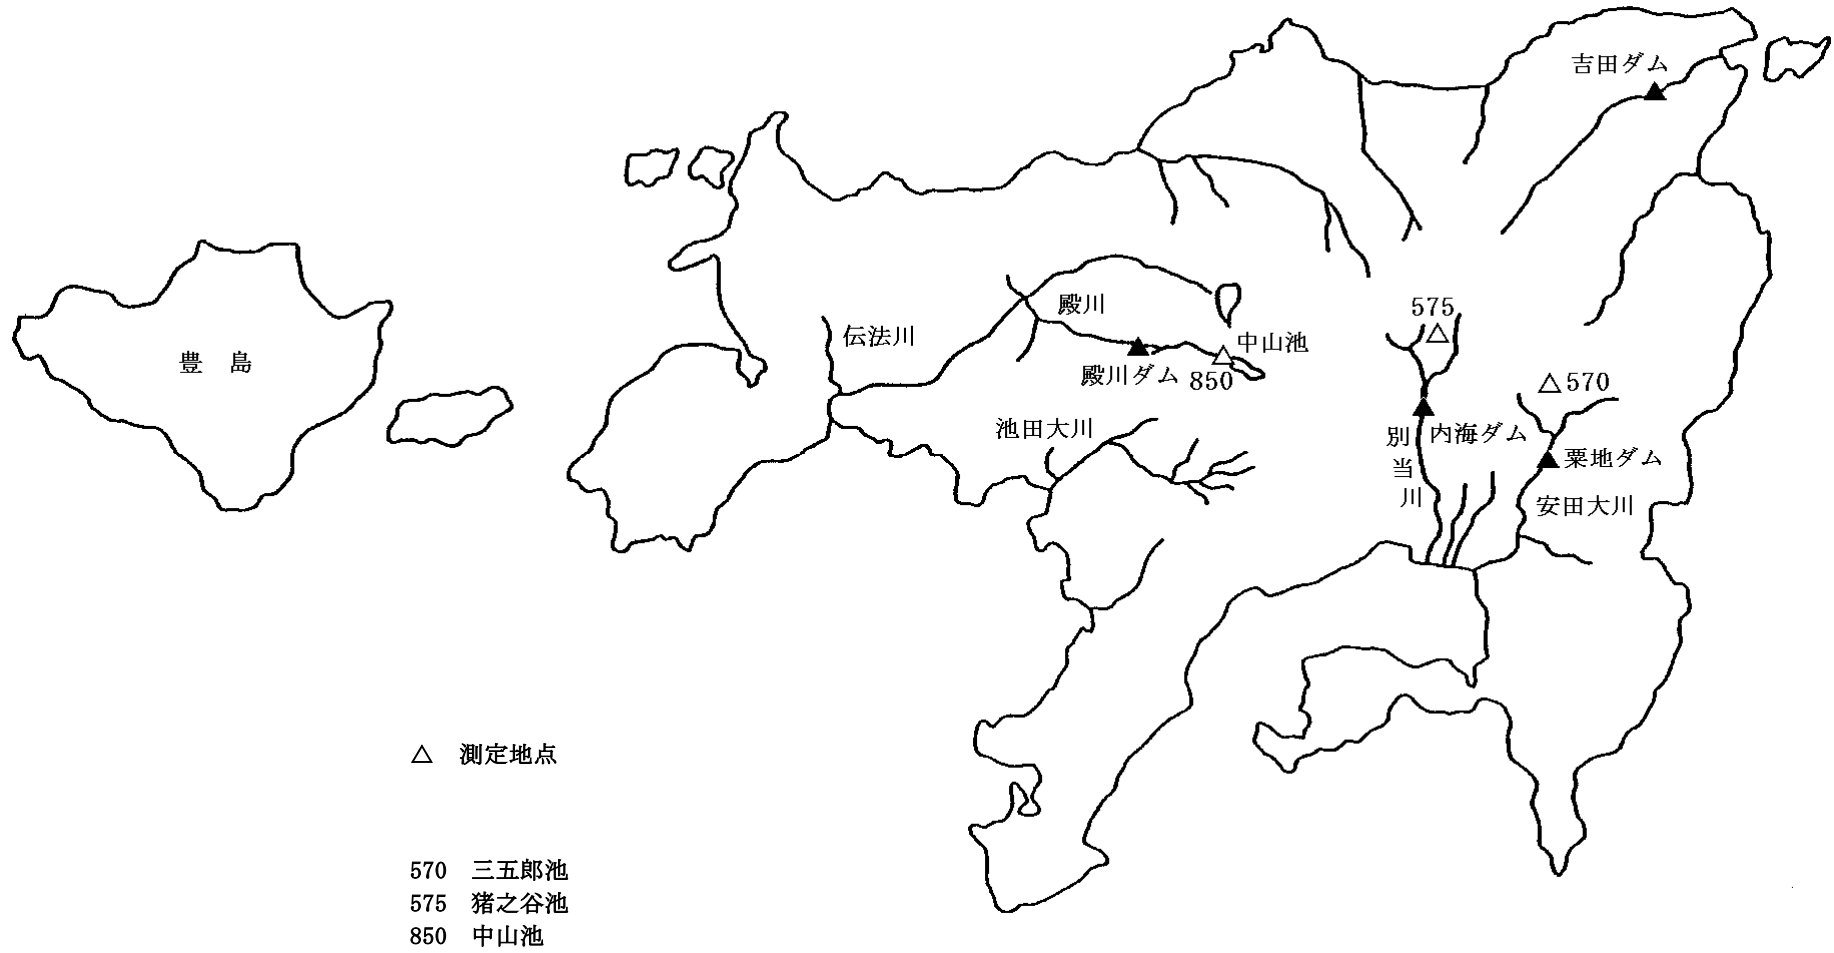 吉田ダム
575
殿川
伝法川
中山池
豊島
殿川ダム
850
570
池田大川
別当川
内海ダム
粟地ダム
安田大川
△ 測定地点
570 三五郎池
575 猪之谷池
850 中山池